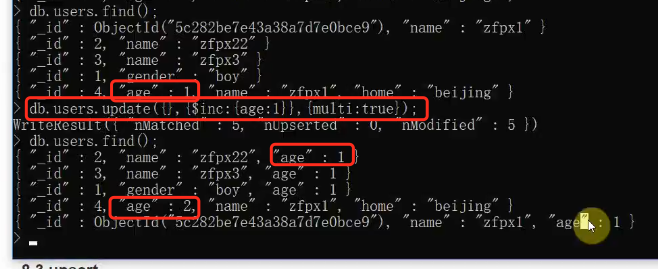 > db.users.find();
{ "_id" : ObjectId("5c282be7e43a38a7d7e0bce9"), "name" : "zfpx1" }
{ "_id" : 2, "name" : "zfpx22" }
{ "_id" : 3, "name" : "zfpx3" }
{ "_id" : 1, "gender" : "boy" }
{ "_id" : 4, "age" : 1, "name" : "zfpx1", "home" : "beijing" }
> db.users.update({},{$inc:{age:1}},{multi:true});
WriteResult({ "nMatched" : 5, "nUpserted" : 0, "nModified" : 5 })
> db.users.find();
{ "_id" : 2, "name" : "zfpx22", "age" : 1 }
{ "_id" : 3, "name" : "zfpx3", "age" : 1 }
{ "_id" : 1, "gender" : "boy", "age" : 1 }
{ "_id" : 4, "age" : 2, "name" : "zfpx1", "home" : "beijing" }
{ "_id" : ObjectId("5c282be7e43a38a7d7e0bce9"), "name" : "zfpx1", "age" : 1 }
>
8.3 upsert